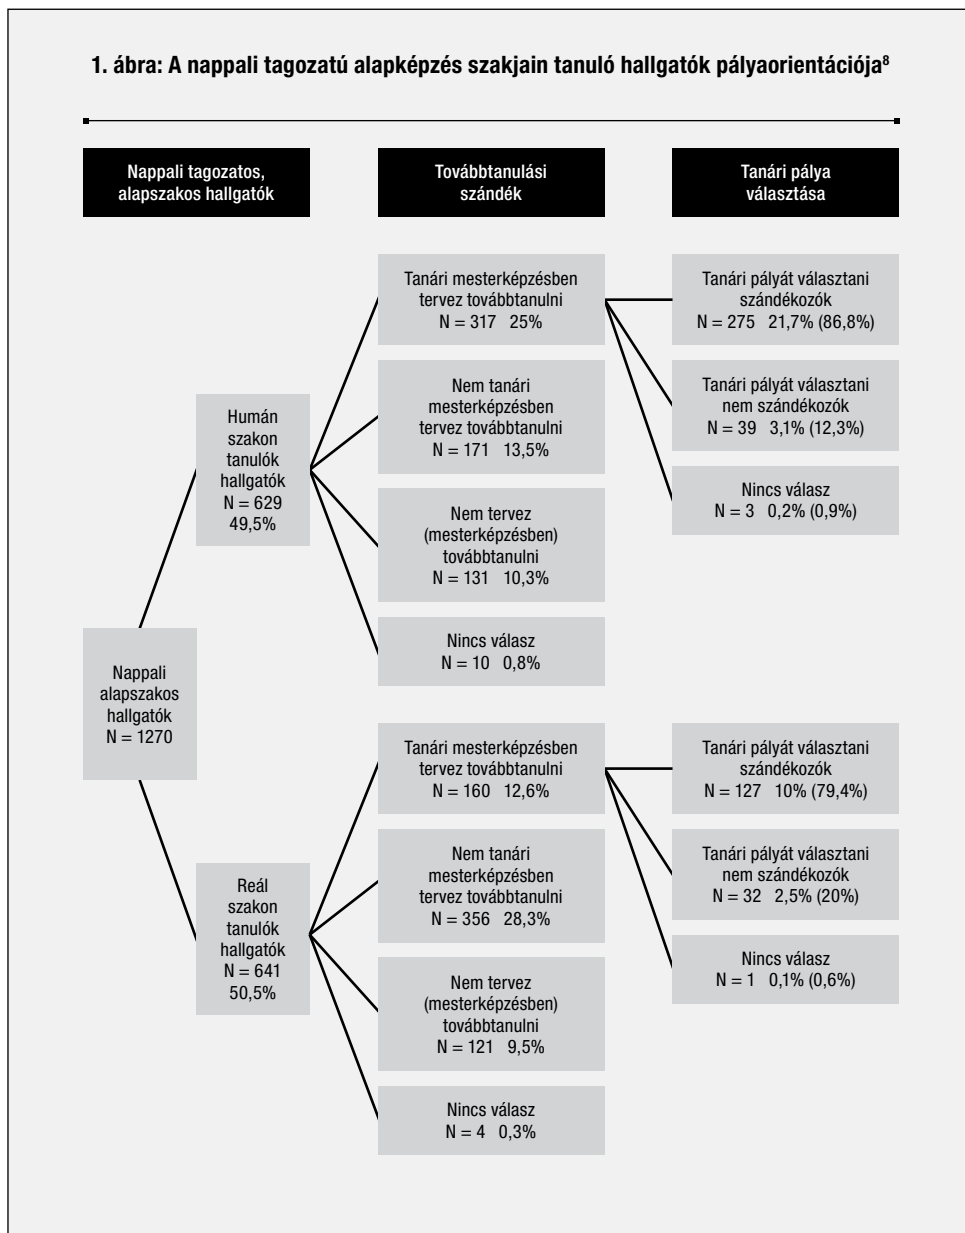 1. ábra: A nappali tagozatú alapképzés szakjain tanuló hallgatók pályaorientációja⁸
Nappali tagozatos,
alapszakos hallgatók
Továbbtanulási
szándék
Tanári pálya
választása
Nappali
alapszakos
hallgatók
N = 1270
Humán
szakon
tanulók
hallgatók
N = 629
49,5%
Tanári mesterképzésben
tervez továbbtanulni
N = 317 25%
Nem tanári
mesterképzésben
tervez továbbtanulni
N = 171 13,5%
Nem tervez
(mesterképzésben)
továbbtanulni
N = 131 10,3%
Nincs válasz
N = 10 0,8%
Tanári pályát választani
szándékozók
N = 275 21,7% (86,8%)
Tanári pályát választani
nem szándékozók
N = 39 3,1% (12,3%)
Nincs válasz
N = 3 0,2% (0,9%)
Reál
szakon
tanulók
hallgatók
N = 641
50,5%
Tanári mesterképzésben
tervez továbbtanulni
N = 160 12,6%
Nem tanári
mesterképzésben
tervez továbbtanulni
N = 356 28,3%
Nem tervez
(mesterképzésben)
továbbtanulni
N = 121 9,5%
Nincs válasz
N = 4 0,3%
Tanári pályát választani
szándékozók
N = 127 10% (79,4%)
Tanári pályát választani
nem szándékozók
N = 32 2,5% (20%)
Nincs válasz
N = 1 0,1% (0,6%)